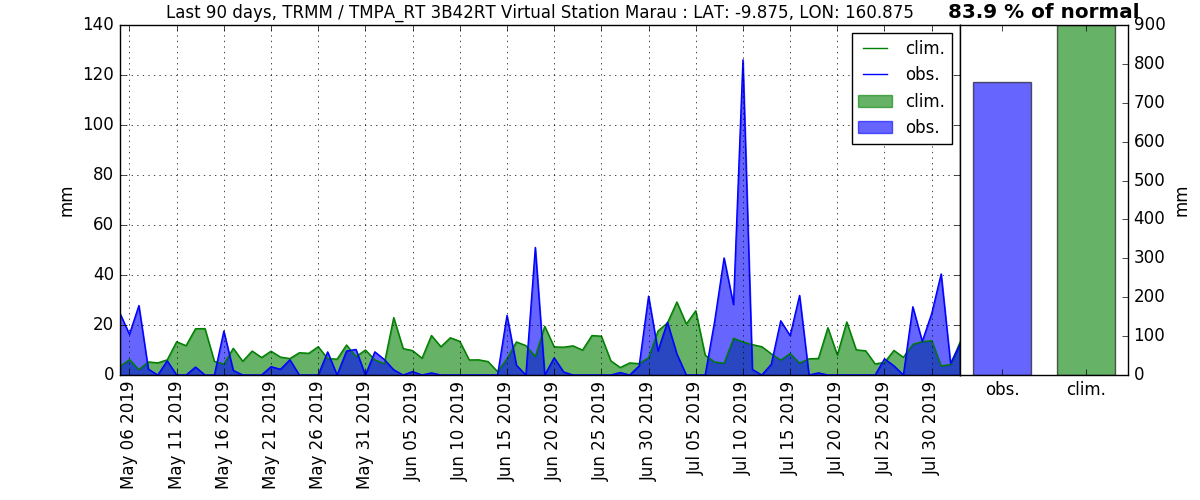 Last 90 days, TRMM / TMPA_RT 3B42RT Virtual Station Marau : LAT: -9.875, LON: 160.875
83.9 % of normal
140
120
100
80
60
40
20
0
mm
clim.
obs.
clim.
obs.
900
800
700
600
500
400
300
200
100
0
mm
May 06 2019
May 11 2019
May 16 2019
May 21 2019
May 26 2019
May 31 2019
Jun 05 2019
Jun 10 2019
Jun 15 2019
Jun 20 2019
Jun 25 2019
Jun 30 2019
Jul 05 2019
Jul 10 2019
Jul 15 2019
Jul 20 2019
Jul 25 2019
Jul 30 2019
obs.
clim.